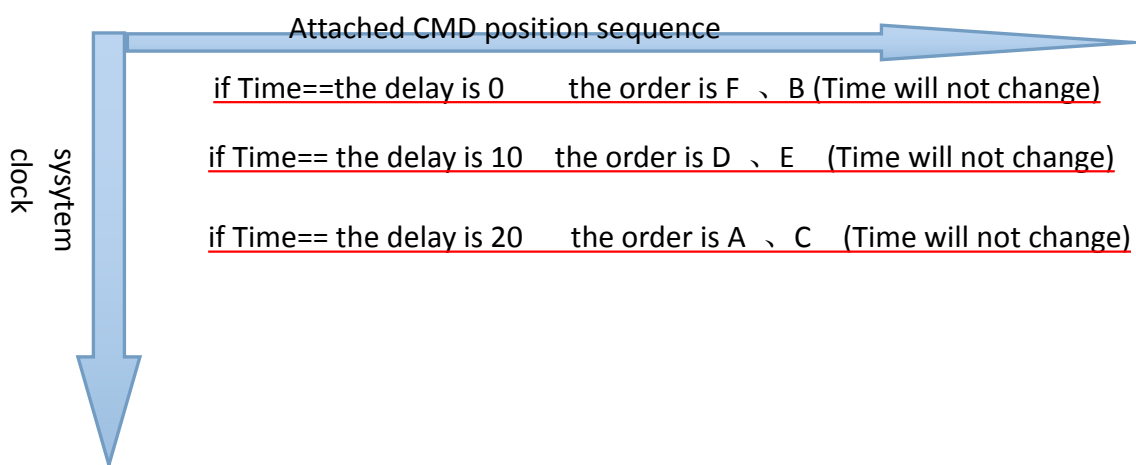 Attached CMD position sequence
if Time==the delay is 0 the order is F 、 B (Time will not change)
if Time== the delay is 10 the order is D 、 E (Time will not change)
if Time== the delay is 20 the order is A 、 C (Time will not change)
sysytem
clock